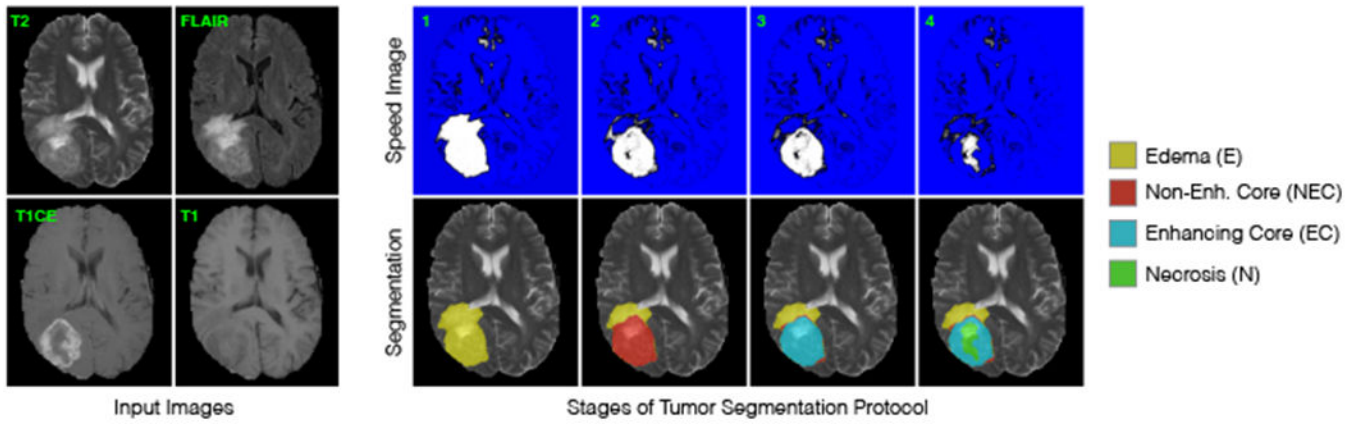 T2
FLAIR
T1CE
T1
Input Images
Speed Image
1
2
3
4
Segmentation
Stages of Tumor Segmentation Protocol
Edema (E)
Non-Enh. Core (NEC)
Enhancing Core (EC)
Necrosis (N)